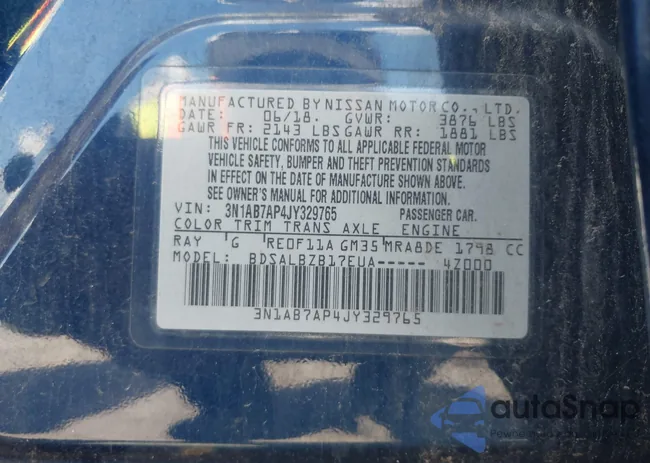 MANUFACTURED BY NISSAN MOTOR CO., LTD.
DATE: 06/18. GVWR: 3876 LBS
GAWR FR: 2143 LBS GAWR RR: 1881 LBS
THIS VEHICLE CONFORMS TO ALL APPLICABLE FEDERAL MOTOR
VEHICLE SAFETY, BUMPER AND THEFT PREVENTION STANDARDS
IN EFFECT ON THE DATE OF MANUFACTURE SHOWN ABOVE.
SEE OWNER'S MANUAL FOR ADDITIONAL INFORMATION.
VIN: 3N1AB7AP4JY329765 PASSENGER CAR.
COLOR TRIM TRANS AXLE ENGINE
RAY G RE0F11A GM35 MRA8DE 1798 CC
MODEL: BDSALBZB17EUA----- 4Z000
3N1AB7AP4JY329765
autoSnap